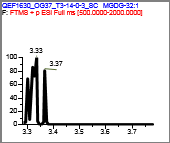 QEF1630_OG37_T3-14-0-3_SC MGDG-32:1
F: FTMS + p ESI Full ms [500.0000-2000.0000]
3.33
3.37
100
80
60
40
20
0
3.3 3.4 3.5 3.6 3.7